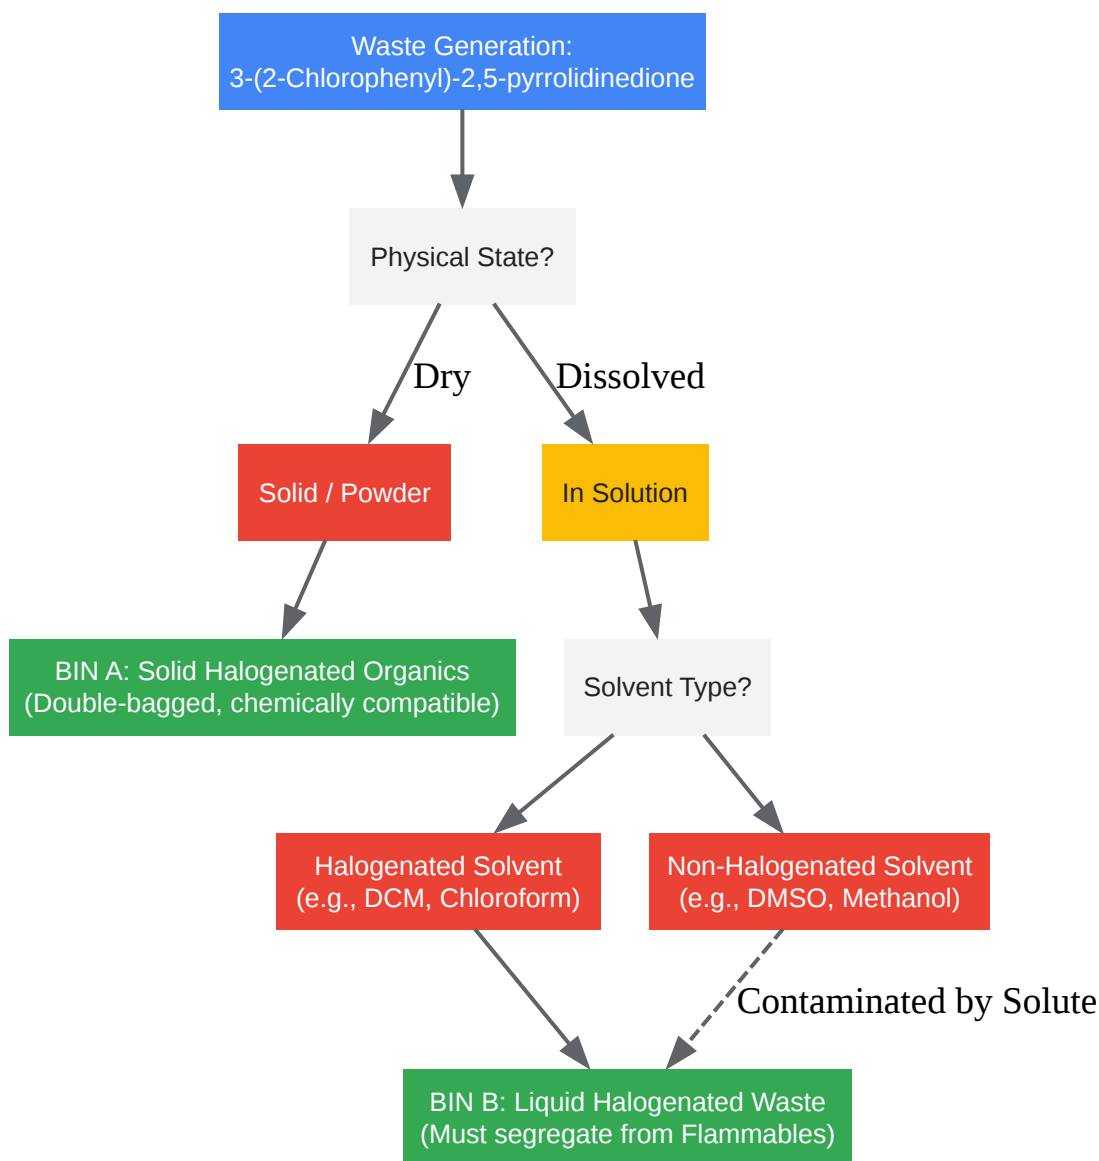 Waste Generation:
3-(2-Chlorophenyl)-2,5-pyrrolidinedione
Physical State?
Dry
Dissolved
Solid / Powder
In Solution
BIN A: Solid Halogenated Organics
(Double-bagged, chemically compatible)
Solvent Type?
Halogenated Solvent
(e.g., DCM, Chloroform)
Non-Halogenated Solvent
(e.g., DMSO, Methanol)
Contaminated by Solute
BIN B: Liquid Halogenated Waste
(Must segregate from Flammables)